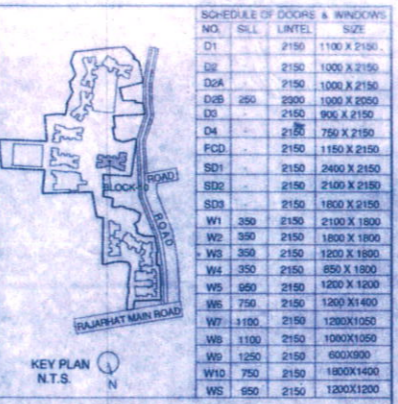 SCHEDULE OF DOORS & WINDOWS
NO. SILL LINTEL SIZE
D1 2150 1100 X 2150
D2 2150 1000 X 2150
D2A 2150 1000 X 2150
D2B 250 2300 1000 X 2050
D3 2150 900 X 2150
D4 2150 750 X 2150
FCD - 2150 1150 X 2150
SD1 2150 2400 X 2150
SD2 2150 2100 X 2150
SD3 2150 1800 X 2150
W1 350 2150 2100 X 1800
W2 350 2150 1800 X 1800
W3 350 2150 1200 X 1800
W4 350 2150 650 X 1800
W5 950 2150 1200 X 1200
W6 750 2150 1200 X1400
W7 1100 2150 1200X1050
W8 1100 2150 1000X1050
W9 1250 2150 600X900
W10 750 2150 1800X1400
WS 950 2150 1200X1200
ROAD
ROAD
RAJARHAT MAIN ROAD
KEY PLAN
N.T.S.
N